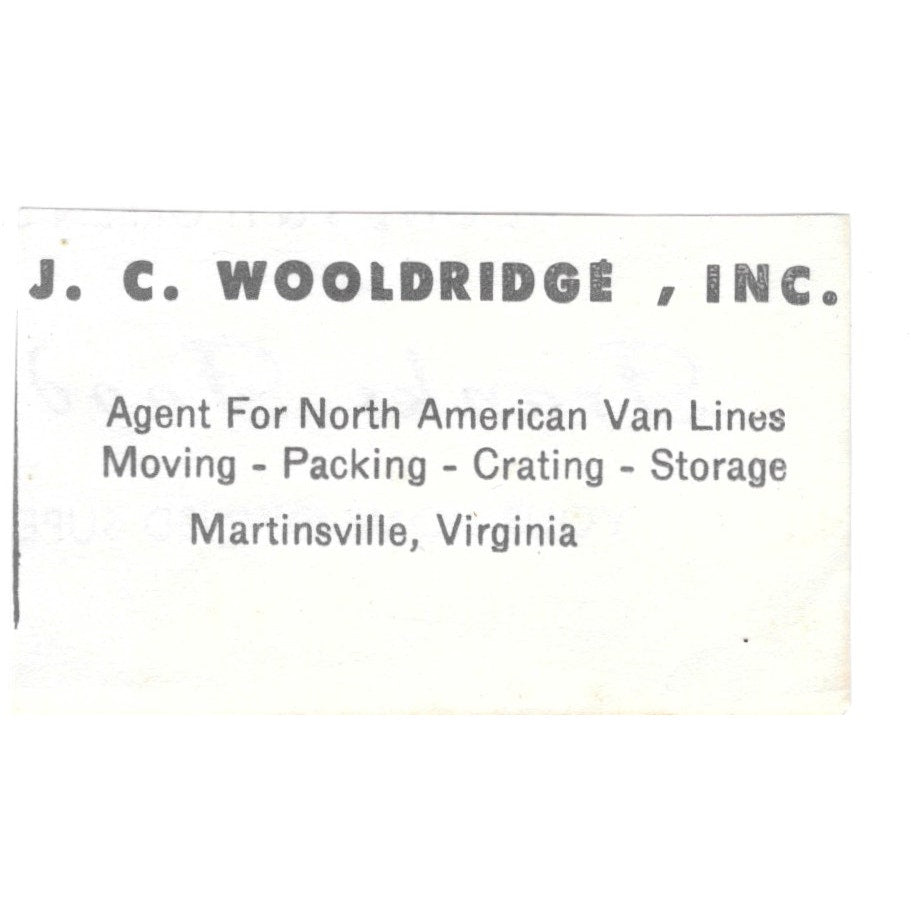 J. C. WOOLDRIDGE , INC.
Agent For North American Van Lines
Moving - Packing - Crating - Storage
Martinsville, Virginia